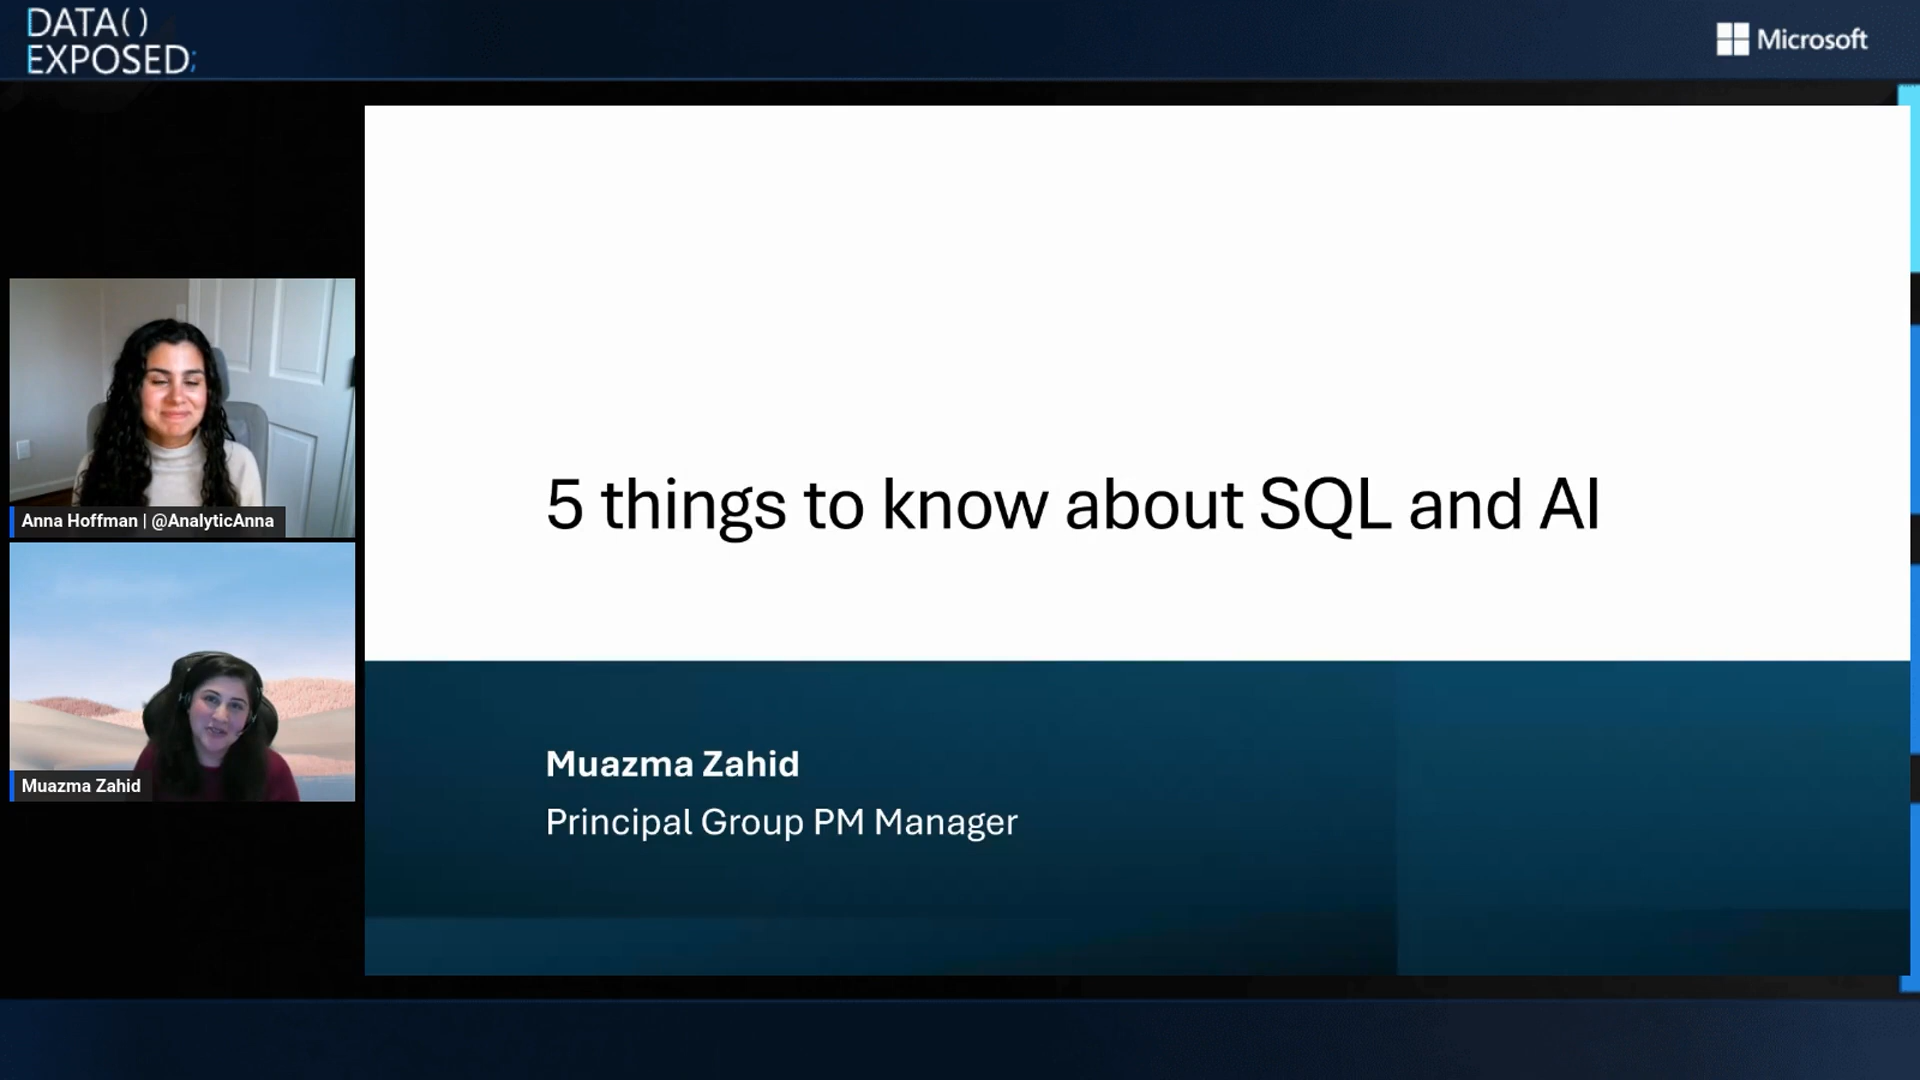 DATA()
EXPOSED;
Microsoft
5 things to know about SQL and AI
Anna Hoffman | @AnalyticAnna
Muazma Zahid
Muazma Zahid
Principal Group PM Manager